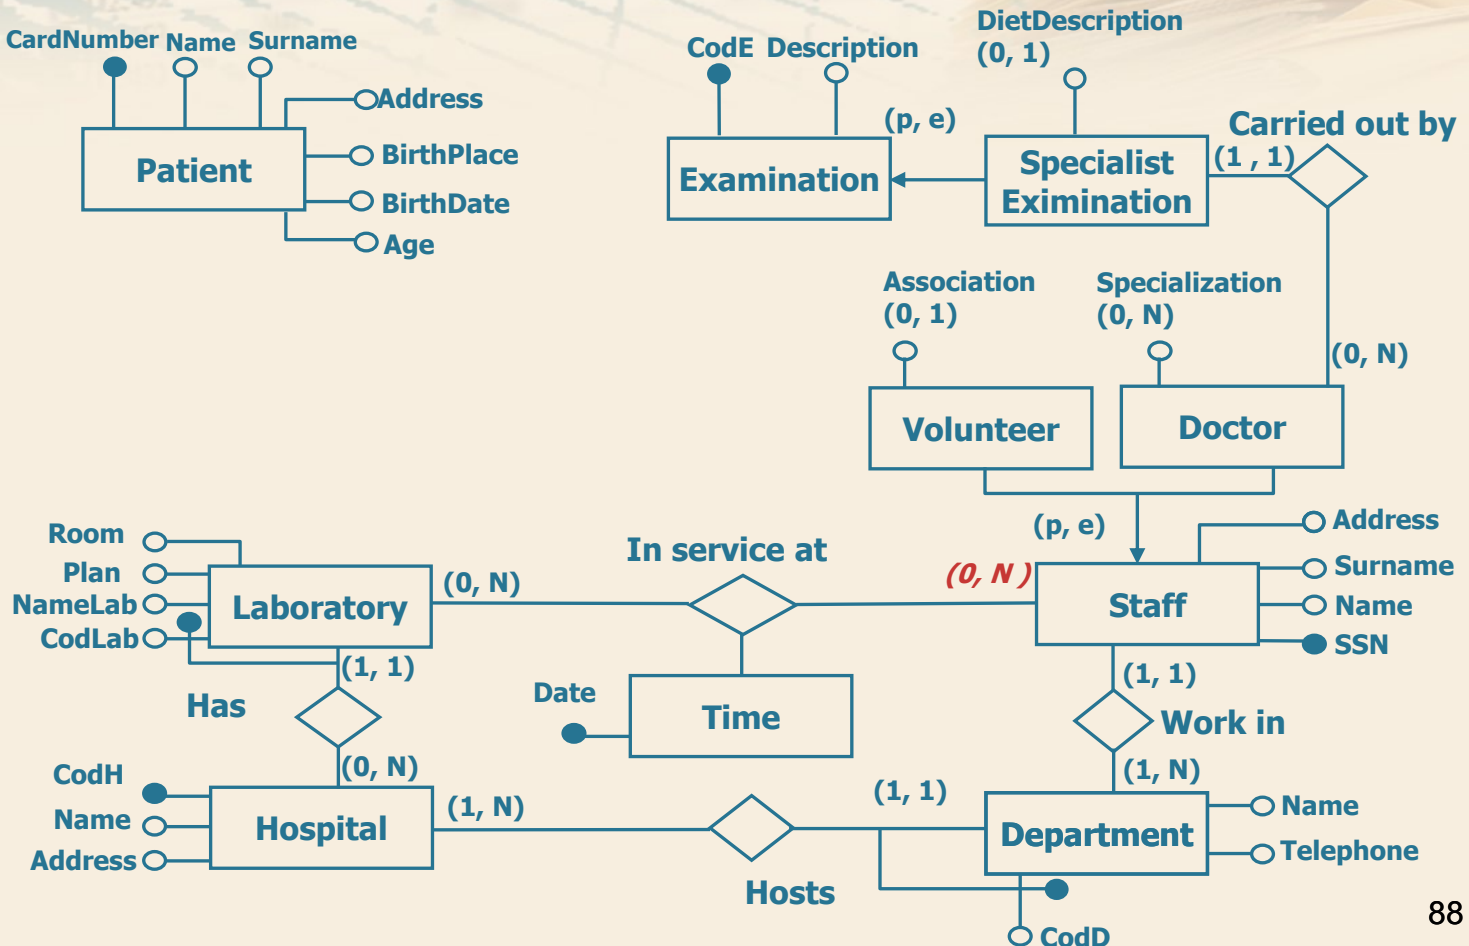 DietDescription
(0, 1)
CardNumber Name Surname
CodE Description
Address
(p, e)
Carried out by
Patient
BirthPlace
Examination
Specialist
Eximination
(1 , 1)
BirthDate
Age
Association
(0, 1)
Specialization
(0, N)
(0, N)
Volunteer
Doctor
Room
Plan
NameLab
CodLab
Laboratory
(0, N)
In service at
(p, e)
(0, N )
Staff
Address
Surname
Name
SSN
(1, 1)
Has
(0, N)
Date
Time
(1, 1)
Work in
(1, N)
CodH
Name
Address
Hospital
(1, N)
Hosts
(1, 1)
Department
Name
Telephone
CodD
88